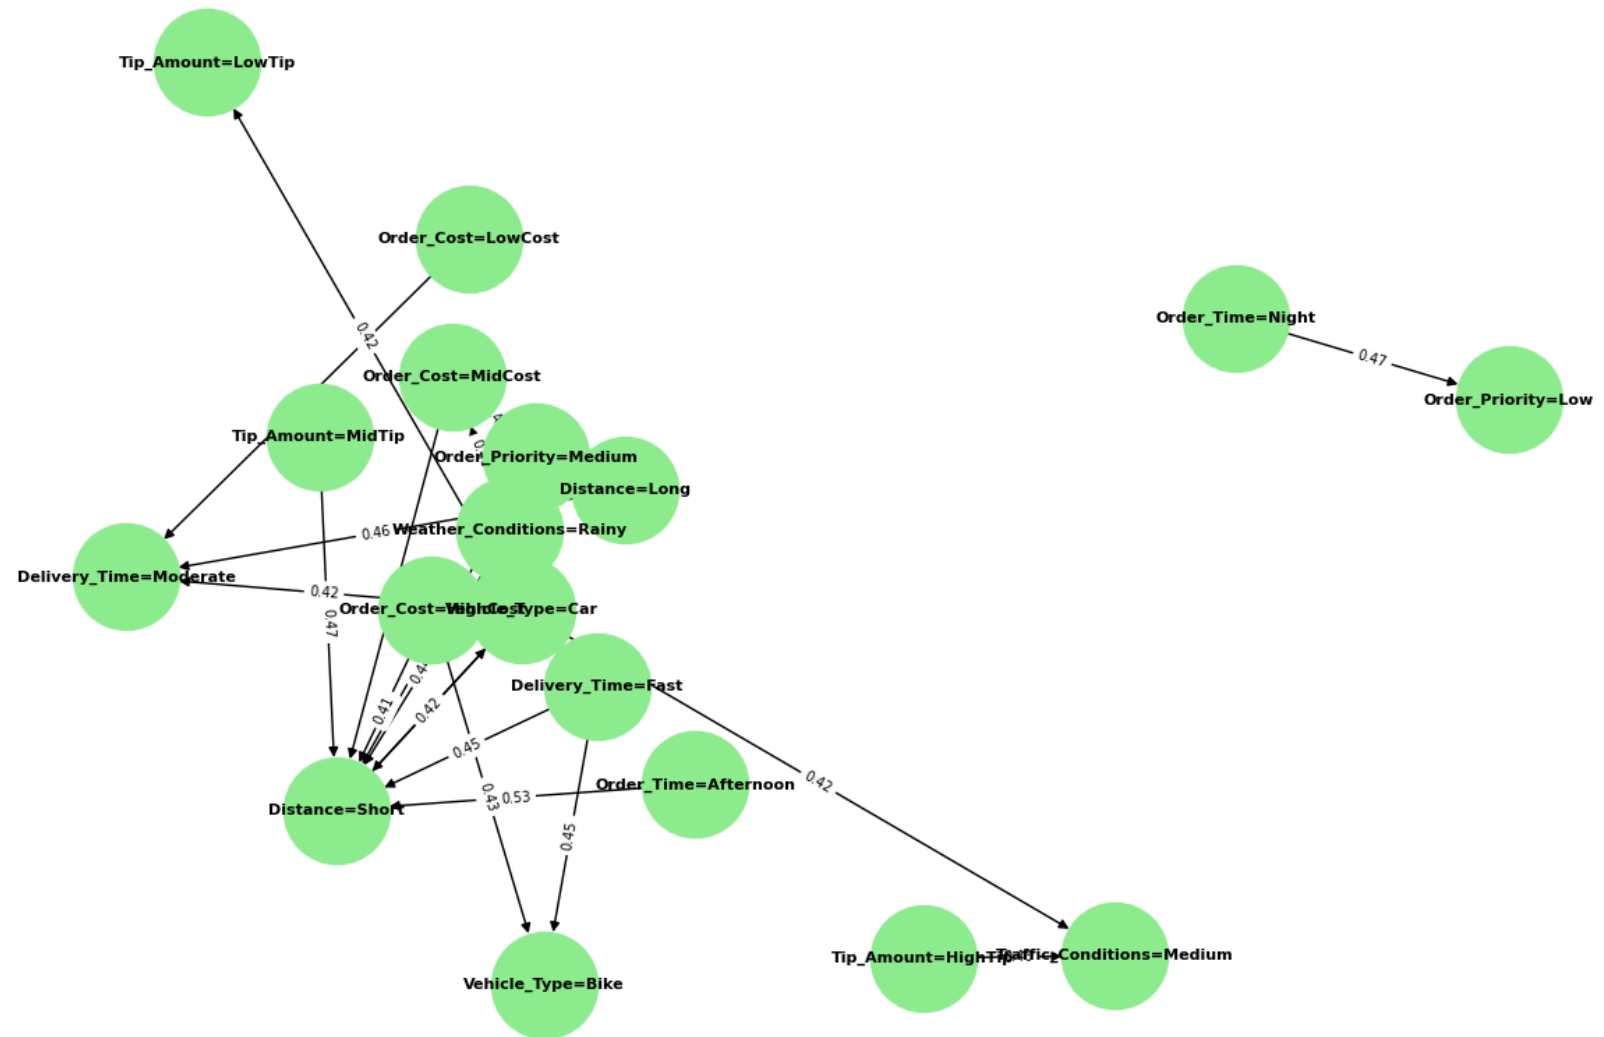 Tip_Amount=LowTip
Order_Cost=LowCost
Order_Time=Night
0.42
0.47
Order_Cost=MidCost
Order_Priority=Low
Tip_Amount=MidTip
Order_Priority=Medium
Distance=Long
0.46
Weather_Conditions=Rainy
Delivery_Time=Moderate
0.42
Order_Cost=HighCost
Vehicle_Type=Car
0.47
Delivery_Time=Fast
0.41
0.42
0.45
Order_Time=Afternoon
0.42
0.43
0.53
Distance=Short
0.45
Tip_Amount=HighTip
Traffic_Conditions=Medium
Vehicle_Type=Bike